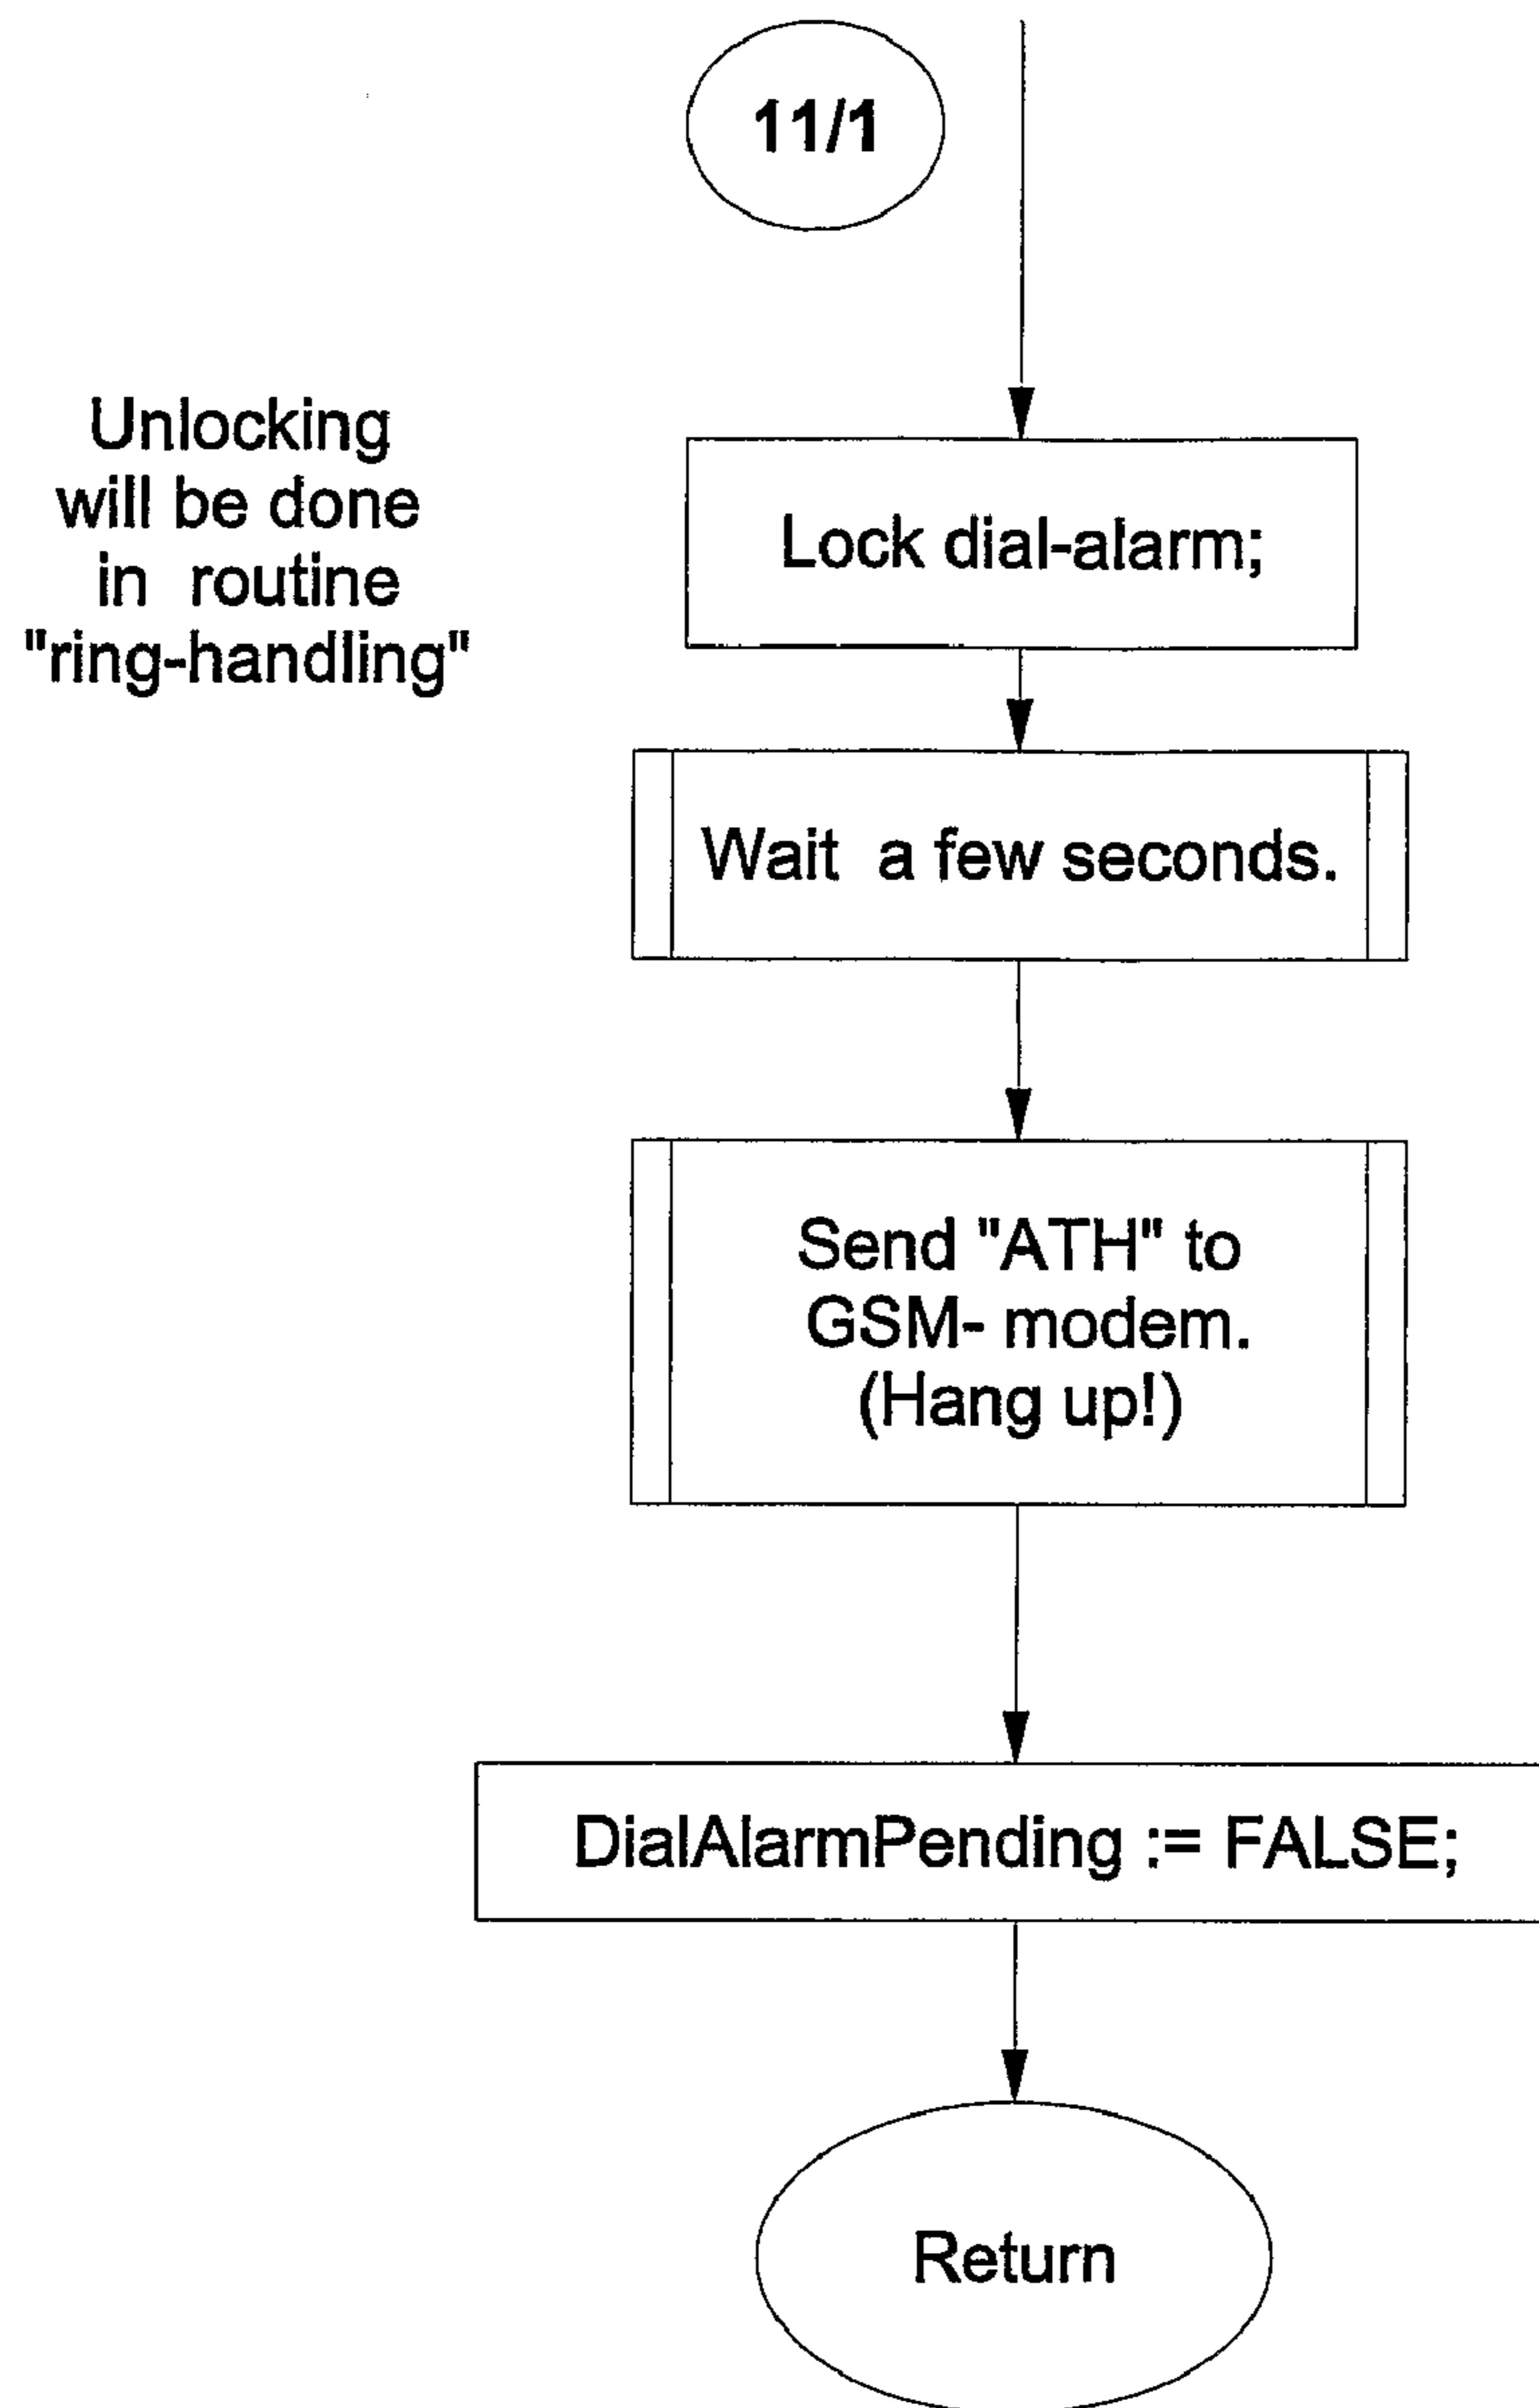 11/1
Unlocking
will be done
in routine
"ring-handling"
Lock dial-alarm;
Wait a few seconds.
Send "ATH" to
GSM- modem.
(Hang up!)
DialAlarmPending := FALSE;
Return